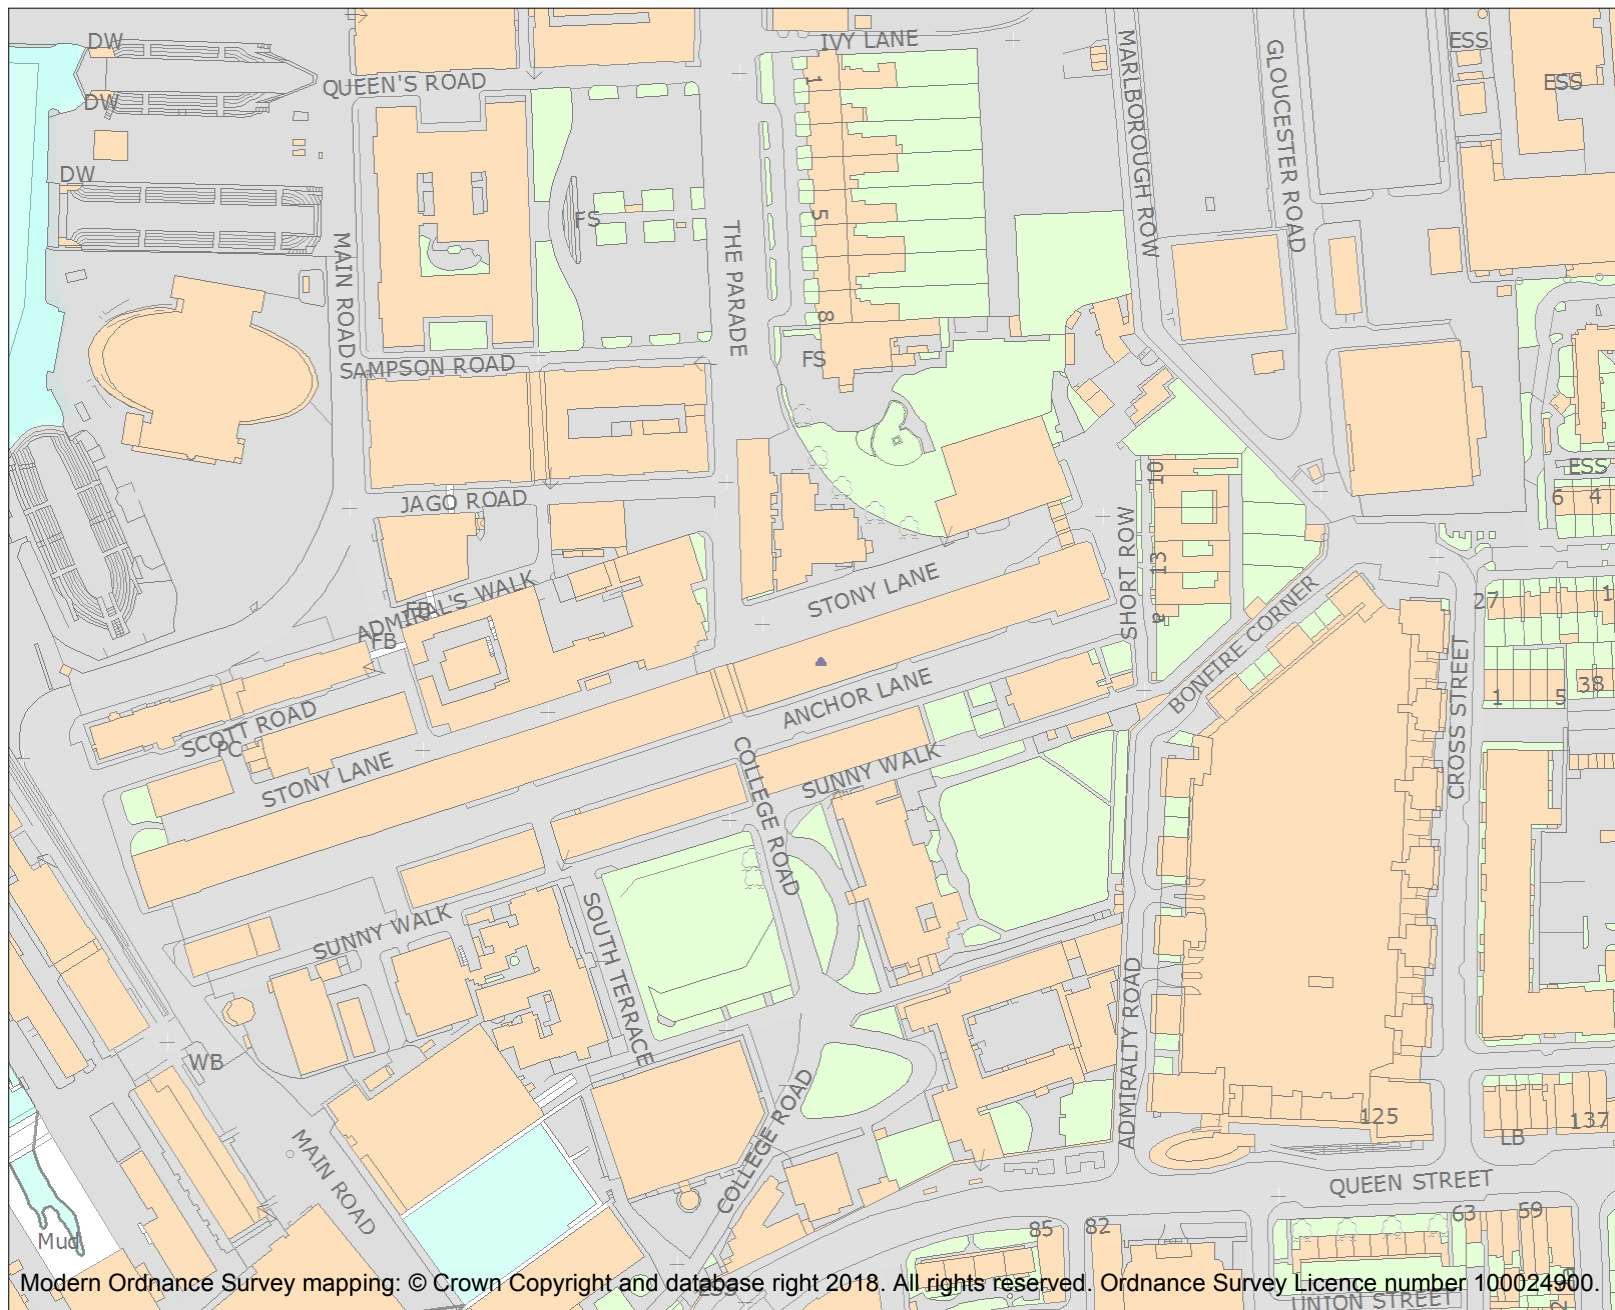 DW
IVY LANE
ESS
QUEEN'S ROAD
1
MARLBOROUGH ROW
GLOUCESTER ROAD
ESS
DW
DW
FS
5
THE PARADE
MAIN ROAD
8
FS
SAMPSON ROAD
ESS
6
4
10
JAGO ROAD
SHORT ROW
13
STONY LANE
ADMIRAL'S WALK
FB
FB
BONFIRE CORNER
27
1
CROSS STREET
1
5
38
ANCHOR LANE
SCOTT ROAD
PC
STONY LANE
SUNNY WALK
COLLEGE ROAD
SUNNY WALK
SOUTH TERRACE
ADMIRALTY ROAD
WB
COLLEGE ROAD
MAIN ROAD
125
LB
137
QUEEN STREET
Mud
85
82
63
59
ESS
UNION STREET
Modern Ordnance Survey mapping: © Crown Copyright and database right 2018. All rights reserved. Ordnance Survey Licence number 100024900.